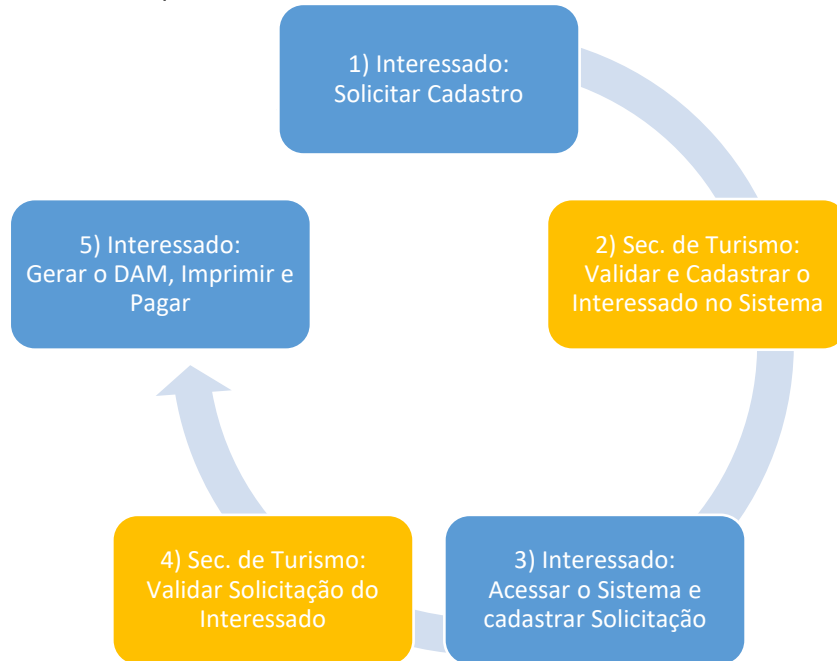 1) Interessado:
Solicitar Cadastro
2) Sec. de Turismo:
Validar e Cadastrar o
Interessado no Sistema
3) Interessado:
Acessar o Sistema e
cadastrar Solicitação
4) Sec. de Turismo:
Validar Solicitação do
Interessado
5) Interessado:
Gerar o DAM, Imprimir e
Pagar